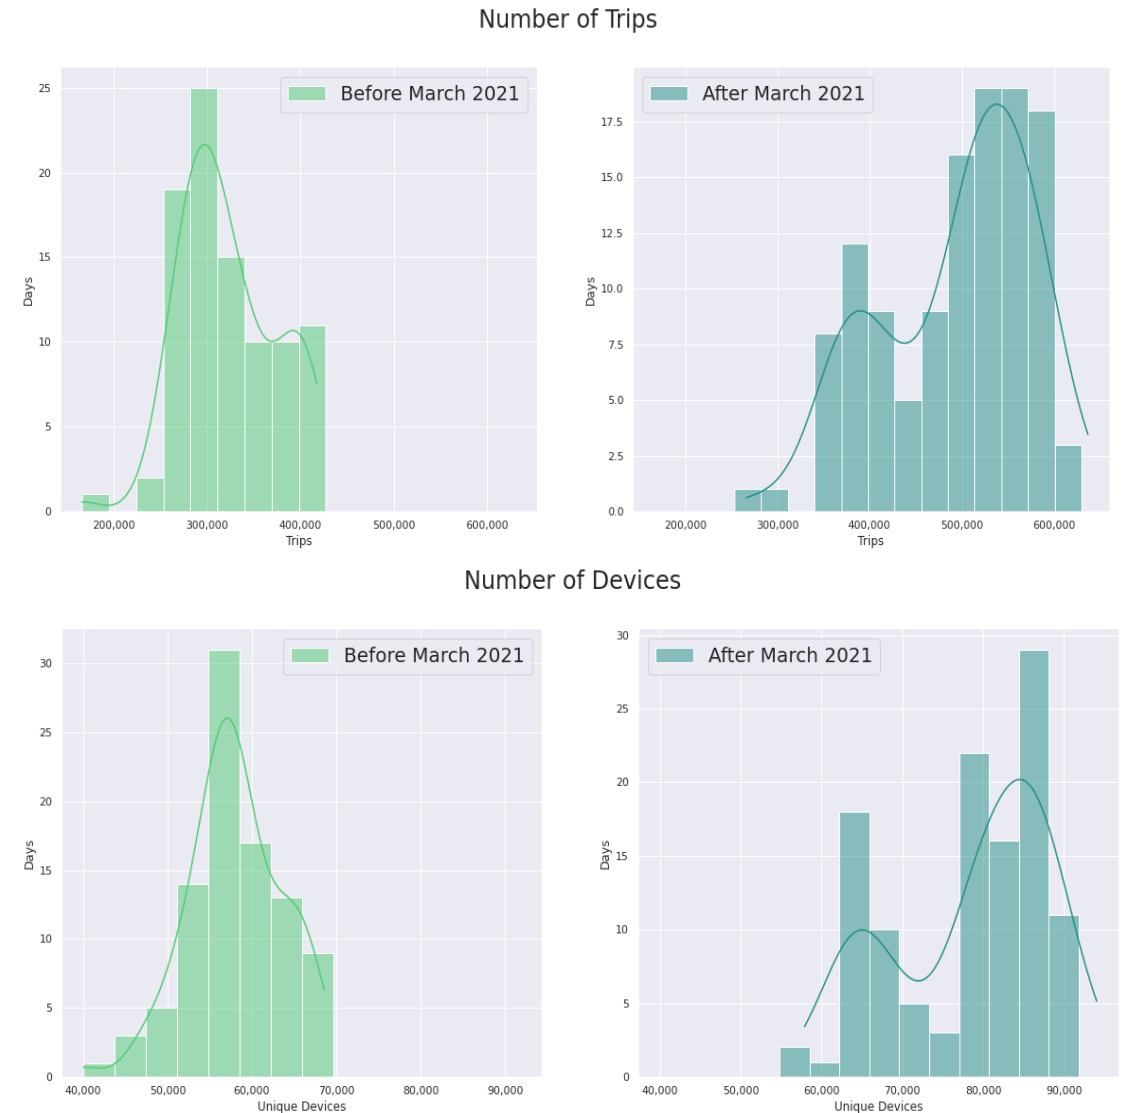 Number of Trips
Before March 2021
25
20
15
10
5
0
Days
200,000 300,000 400,000 500,000 600,000
Trips
After March 2021
17.5
15.0
12.5
10.0
7.5
5.0
2.5
0.0
Days
200,000 300,000 400,000 500,000 600,000
Trips
Number of Devices
Before March 2021
30
25
20
15
10
5
0
Days
40,000 50,000 60,000 70,000 80,000 90,000
Unique Devices
After March 2021
30
25
20
15
10
5
0
Days
40,000 50,000 60,000 70,000 80,000 90,000
Unique Devices